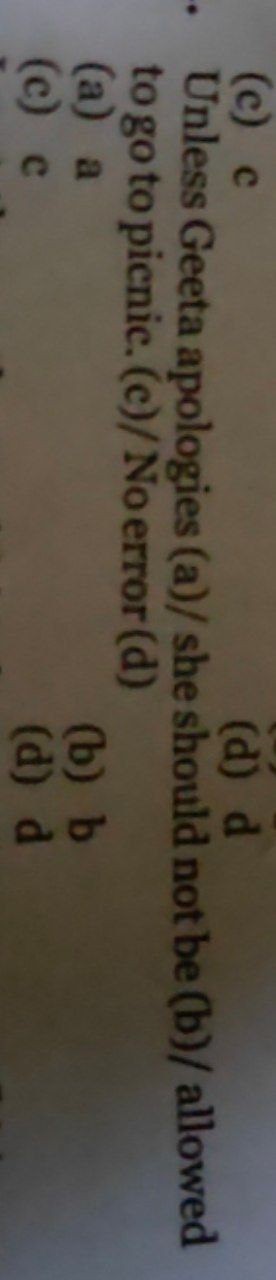 (c) c (d) d
Unless Geeta apologies (a)/ she should not be (b)/ allowed
to go to picnic. (c)/ No error (d)
(a) a (b) b
(c) c (d) d